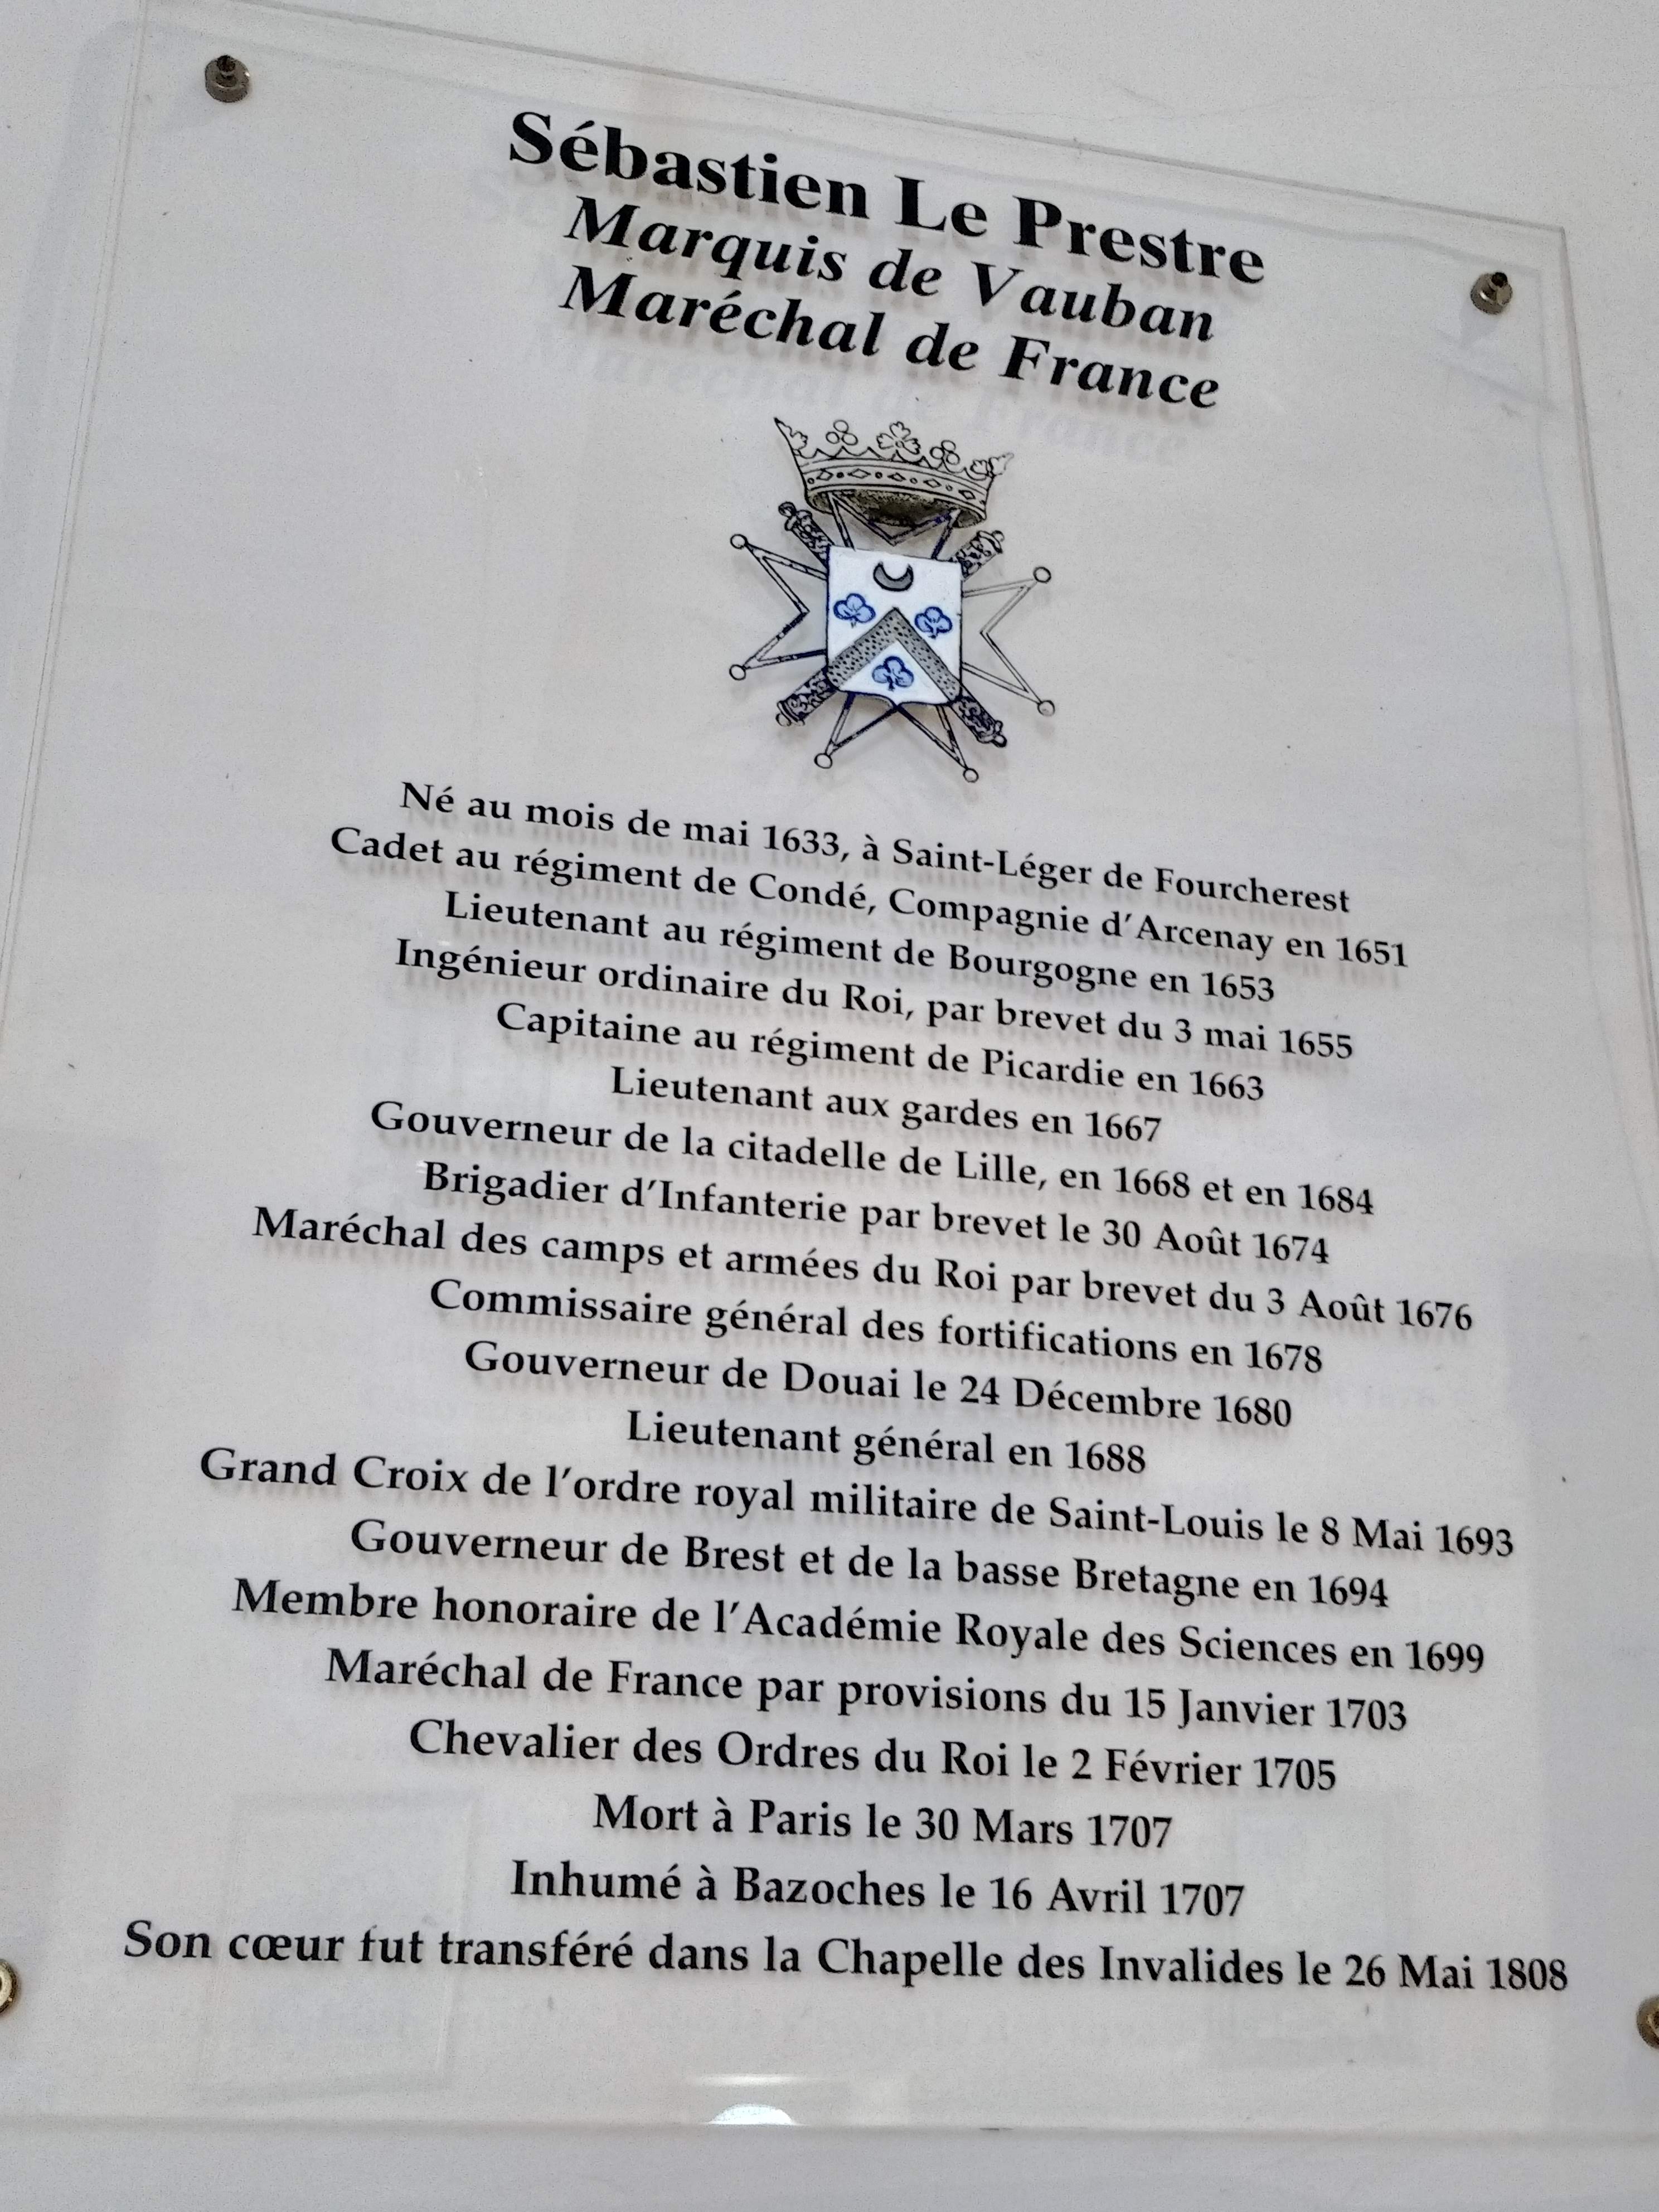 Sébastien Le Prestre
Marquis de Vauban
Maréchal de France
Né au mois de mai 1633, à Saint-Léger de Fourcherest
Cadet au régiment de Condé, Compagnie d'Arcenay en 1651
Lieutenant au régiment de Bourgogne en 1653
Ingénieur ordinaire du Roi, par brevet du 3 mai 1655
Capitaine au régiment de Picardie en 1663
Lieutenant aux gardes en 1667
Gouverneur de la citadelle de Lille, en 1668 et en 1684
Brigadier d'Infanterie par brevet le 30 Août 1674
Maréchal des camps et armées du Roi par brevet du 3 Août 1676
Commissaire général des fortifications en 1678
Gouverneur de Douai le 24 Décembre 1680
Lieutenant général en 1688
Grand Croix de l'ordre royal militaire de Saint-Louis le 8 Mai 1693
Gouverneur de Brest et de la basse Bretagne en 1694
Membre honoraire de l'Académie Royale des Sciences en 1699
Maréchal de France par provisions du 15 Janvier 1703
Chevalier des Ordres du Roi le 2 Février 1705
Mort à Paris le 30 Mars 1707
Inhumé à Bazoches le 16 Avril 1707
Son cœur fut transféré dans la Chapelle des Invalides le 26 Mai 1808